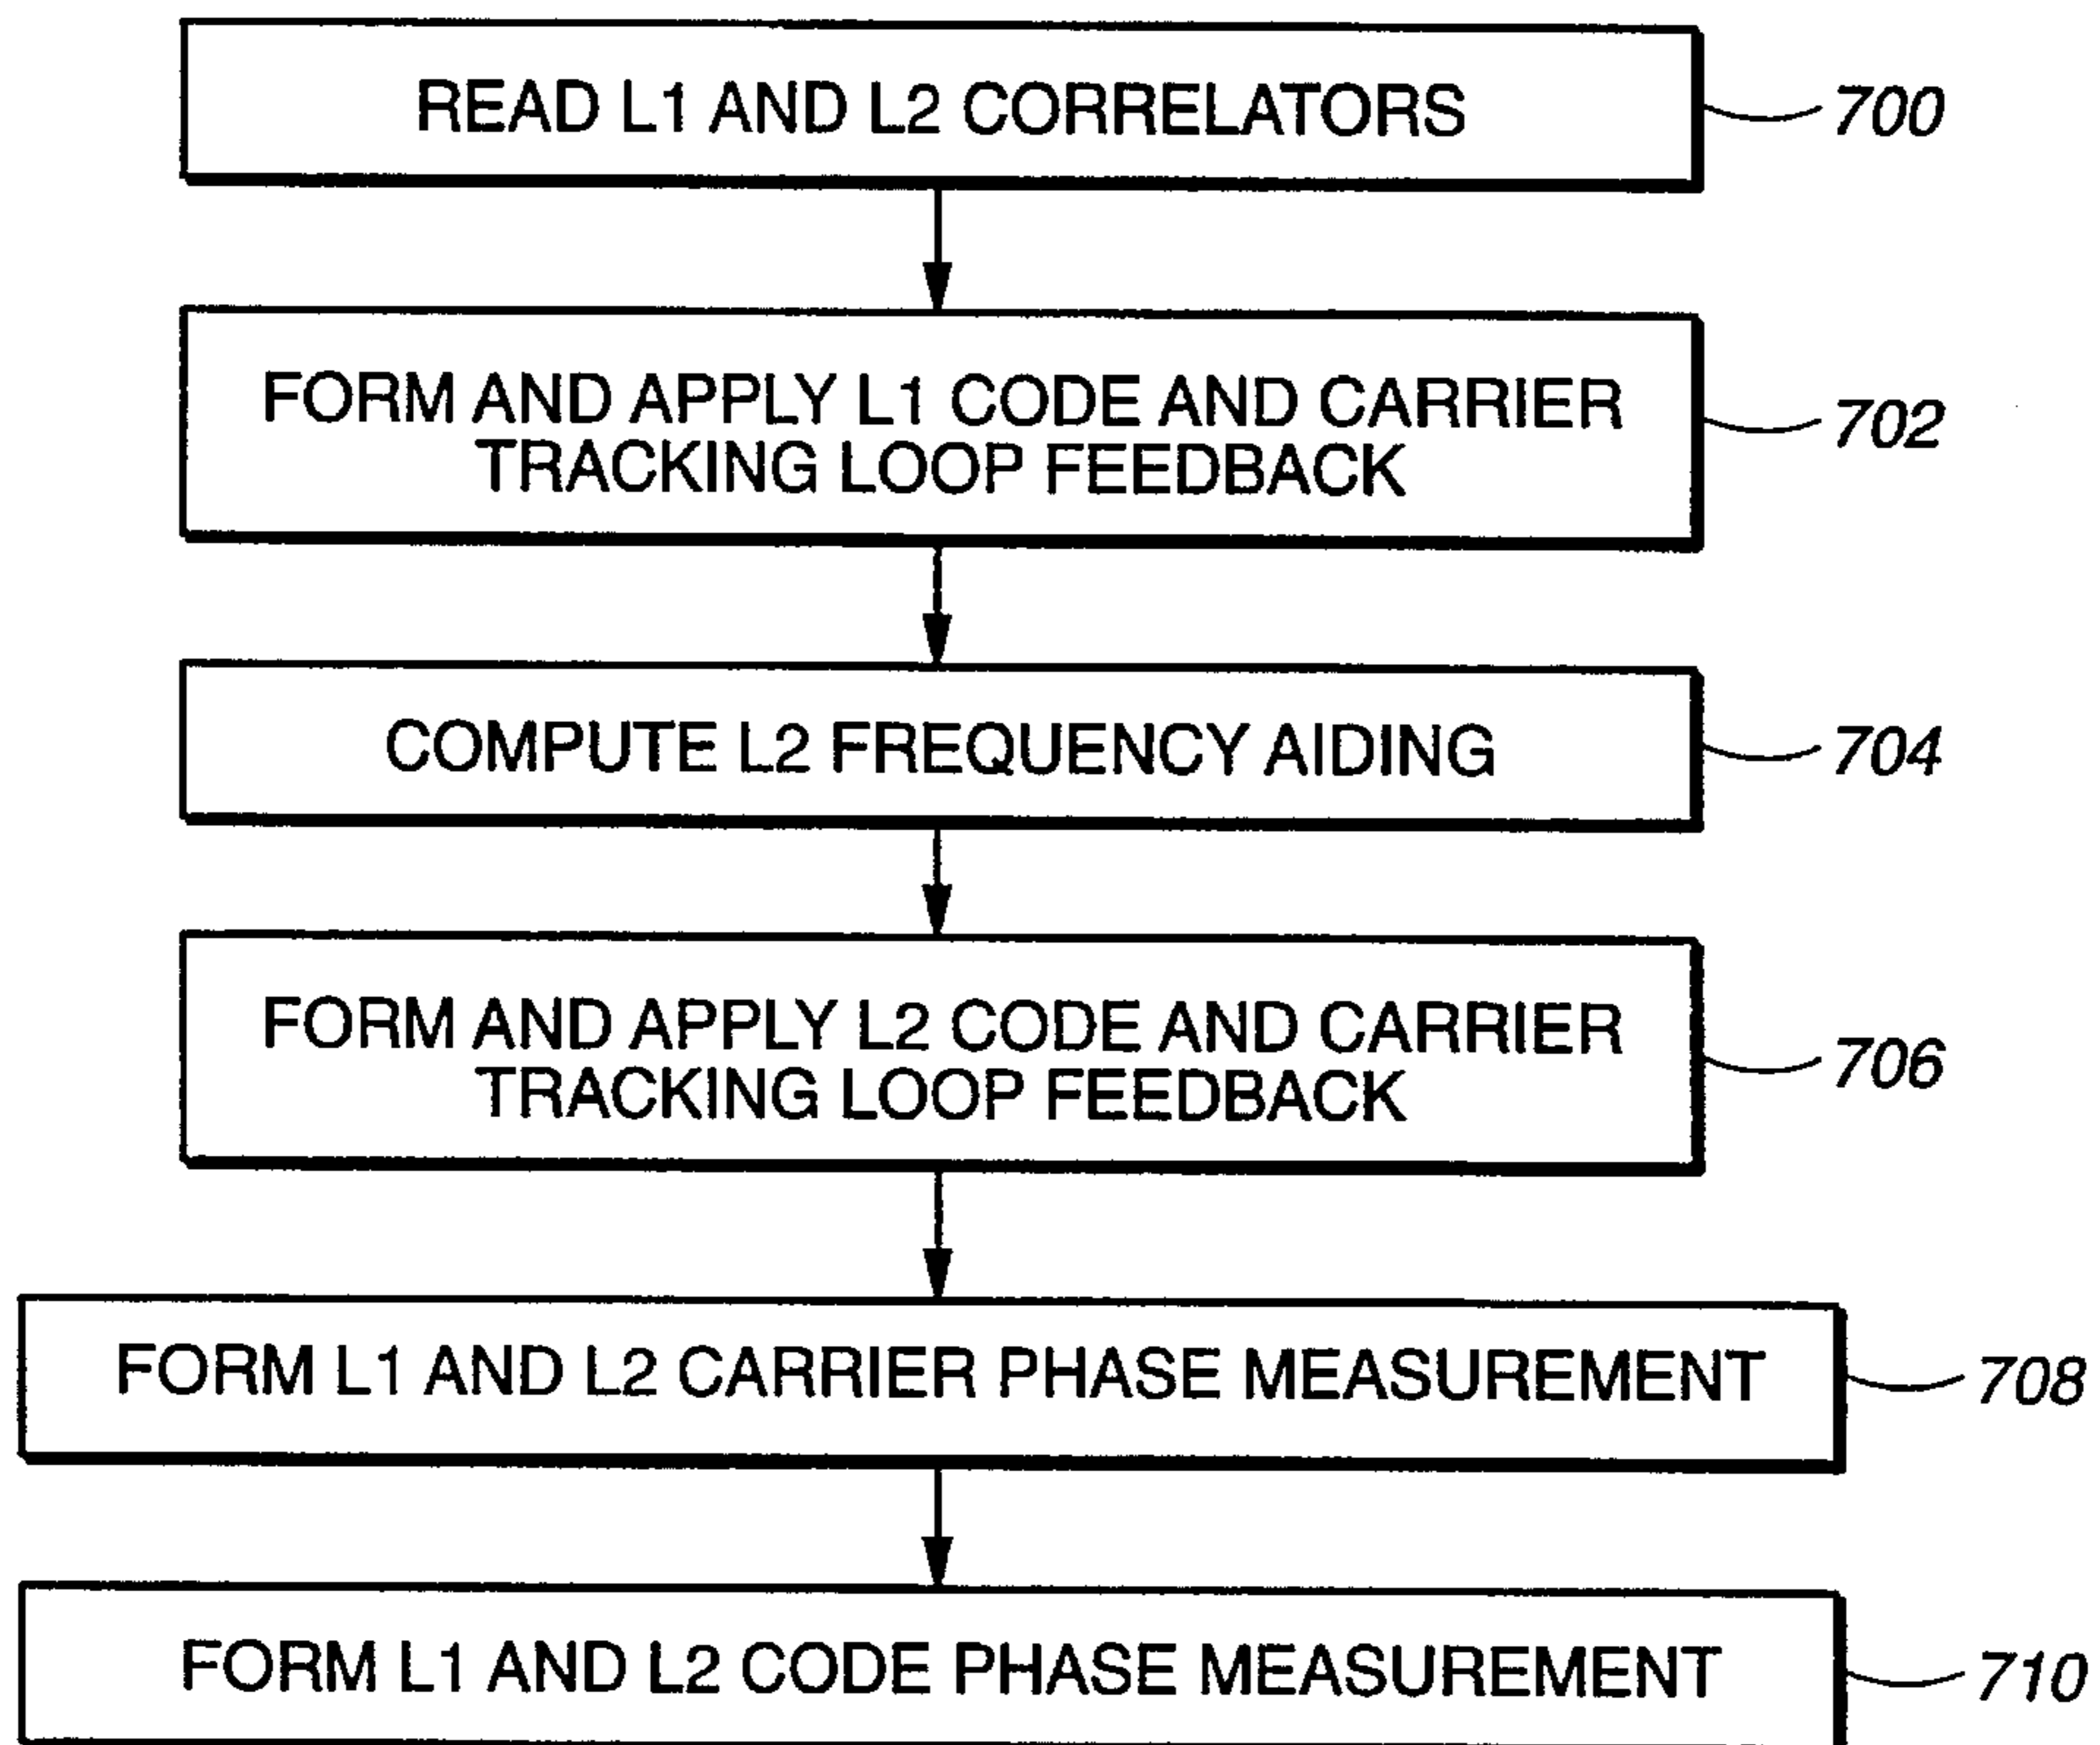 READ L1 AND L2 CORRELATORS
700
FORM AND APPLY L1 CODE AND CARRIER
TRACKING LOOP FEEDBACK
702
COMPUTE L2 FREQUENCY AIDING
704
FORM AND APPLY L2 CODE AND CARRIER
TRACKING LOOP FEEDBACK
706
FORM L1 AND L2 CARRIER PHASE MEASUREMENT
708
FORM L1 AND L2 CODE PHASE MEASUREMENT
710